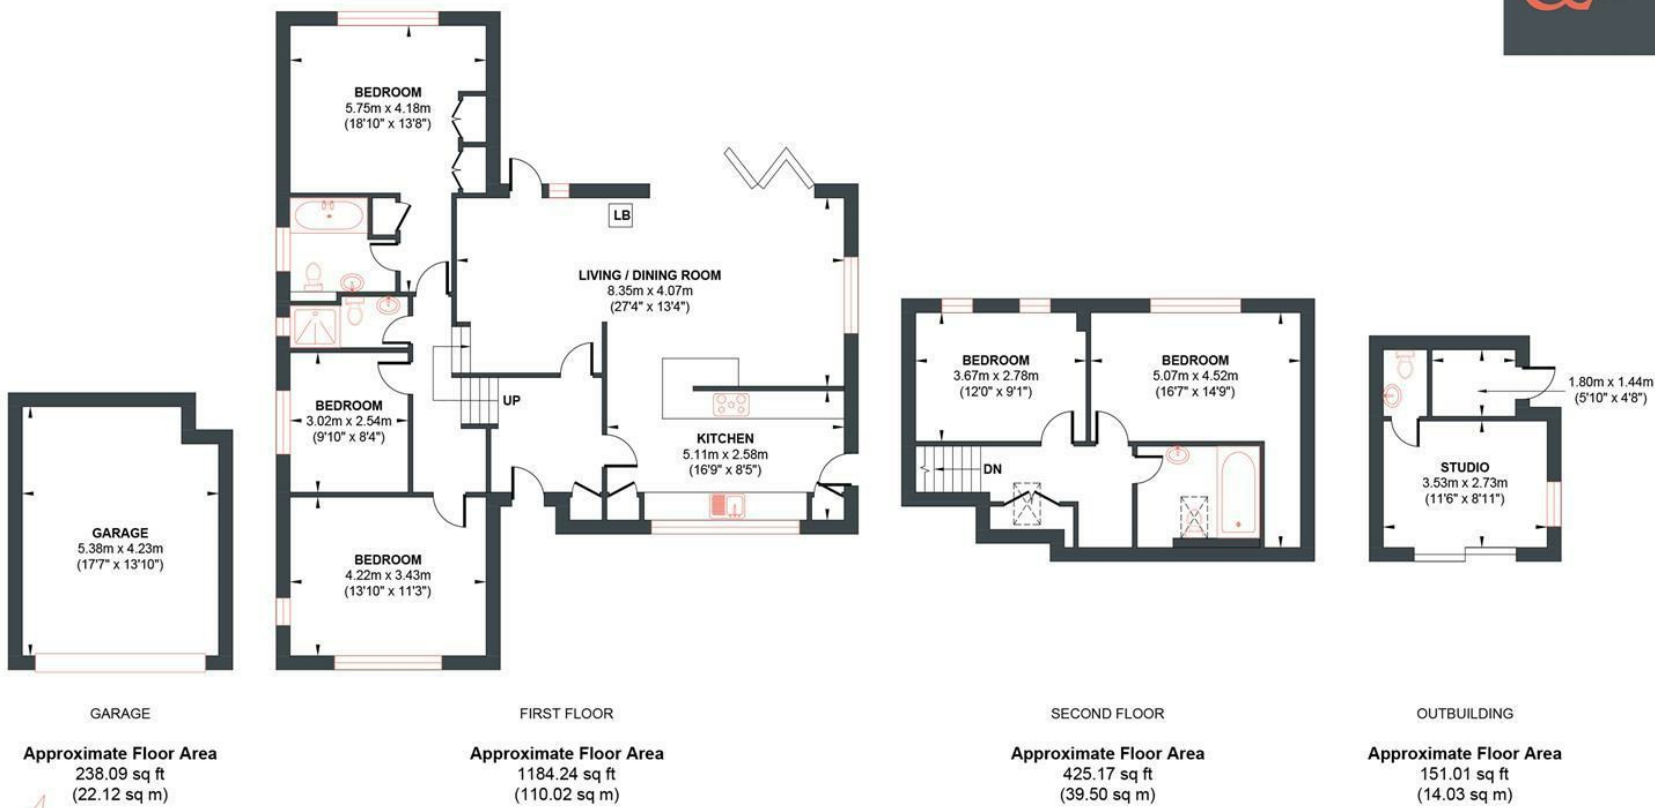 BEDROOM
5.75m x 4.18m
(18'10" x 13'8")
LB
LIVING / DINING ROOM
8.35m x 4.07m
(27'4" x 13'4")
UP
BEDROOM
3.02m x 2.54m
(9'10" x 8'4")
KITCHEN
5.11m x 2.58m
(16'9" x 8'5")
BEDROOM
4.22m x 3.43m
(13'10" x 11'3")
GARAGE
5.38m x 4.23m
(17'7" x 13'10")
BEDROOM
3.67m x 2.78m
(12'0" x 9'1")
BEDROOM
5.07m x 4.52m
(16'7" x 14'9")
DN
1.80m x 1.44m
(5'10" x 4'8")
STUDIO
3.53m x 2.73m
(11'6" x 8'11")
GARAGE
Approximate Floor Area
238.09 sq ft
(22.12 sq m)
FIRST FLOOR
Approximate Floor Area
1184.24 sq ft
(110.02 sq m)
SECOND FLOOR
Approximate Floor Area
425.17 sq ft
(39.50 sq m)
OUTBUILDING
Approximate Floor Area
151.01 sq ft
(14.03 sq m)